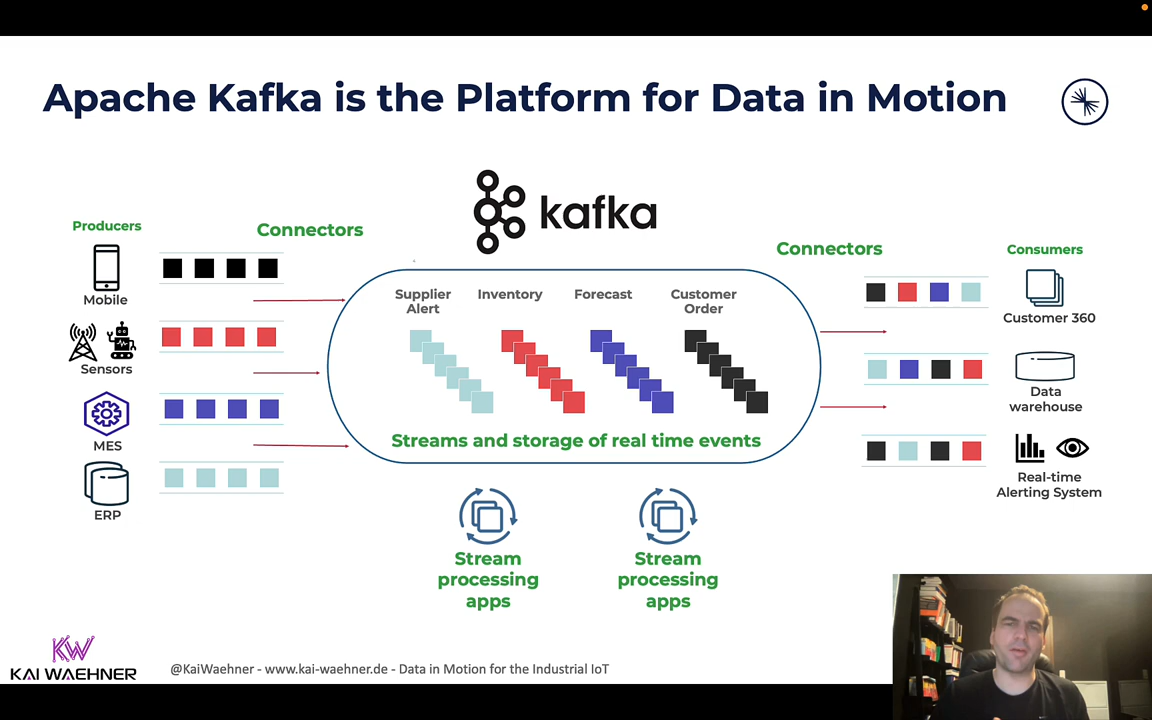 Apache Kafka is the Platform for Data in Motion
kafka
Producers
Connectors
Mobile
Sensors
MES
ERP
Supplier
Alert
Inventory
Forecast
Customer
Order
Streams and storage of real time events
Stream
processing
apps
Stream
processing
apps
Connectors
Consumers
Customer 360
Data
warehouse
Real-time
Alerting System
KW
KAI WAEHNER
@KaiWaehner - www.kai-waehner.de - Data in Motion for the Industrial IoT